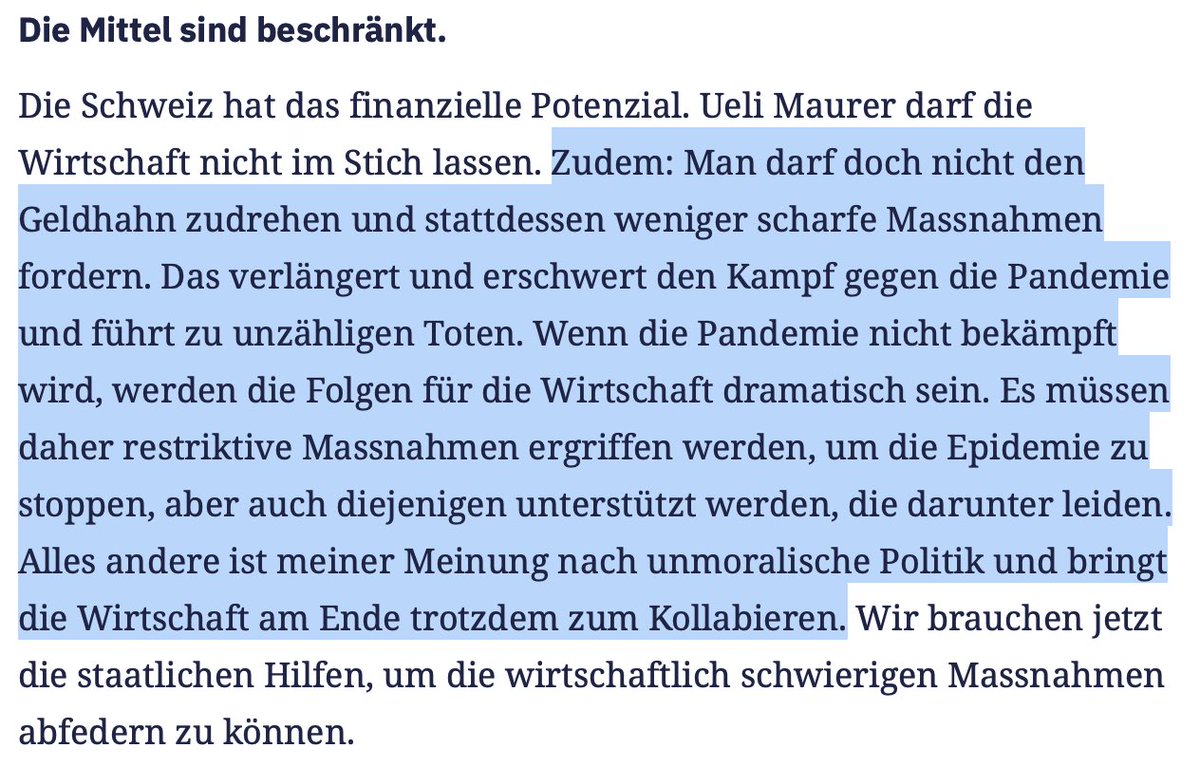 Die Mittel sind beschränkt.
Die Schweiz hat das finanzielle Potenzial. Ueli Maurer darf die
Wirtschaft nicht im Stich lassen. Zudem: Man darf doch nicht den
Geldhahn zudrehen und stattdessen weniger scharfe Massnahmen
fordern. Das verlängert und erschwert den Kampf gegen die Pandemie
und führt zu unzähligen Toten. Wenn die Pandemie nicht bekämpft
wird, werden die Folgen für die Wirtschaft dramatisch sein. Es müssen
daher restriktive Massnahmen ergriffen werden, um die Epidemie zu
stoppen, aber auch diejenigen unterstützt werden, die darunter leiden.
Alles andere ist meiner Meinung nach unmoralische Politik und bringt
die Wirtschaft am Ende trotzdem zum Kollabieren. Wir brauchen jetzt
die staatlichen Hilfen, um die wirtschaftlich schwierigen Massnahmen
abfedern zu können.